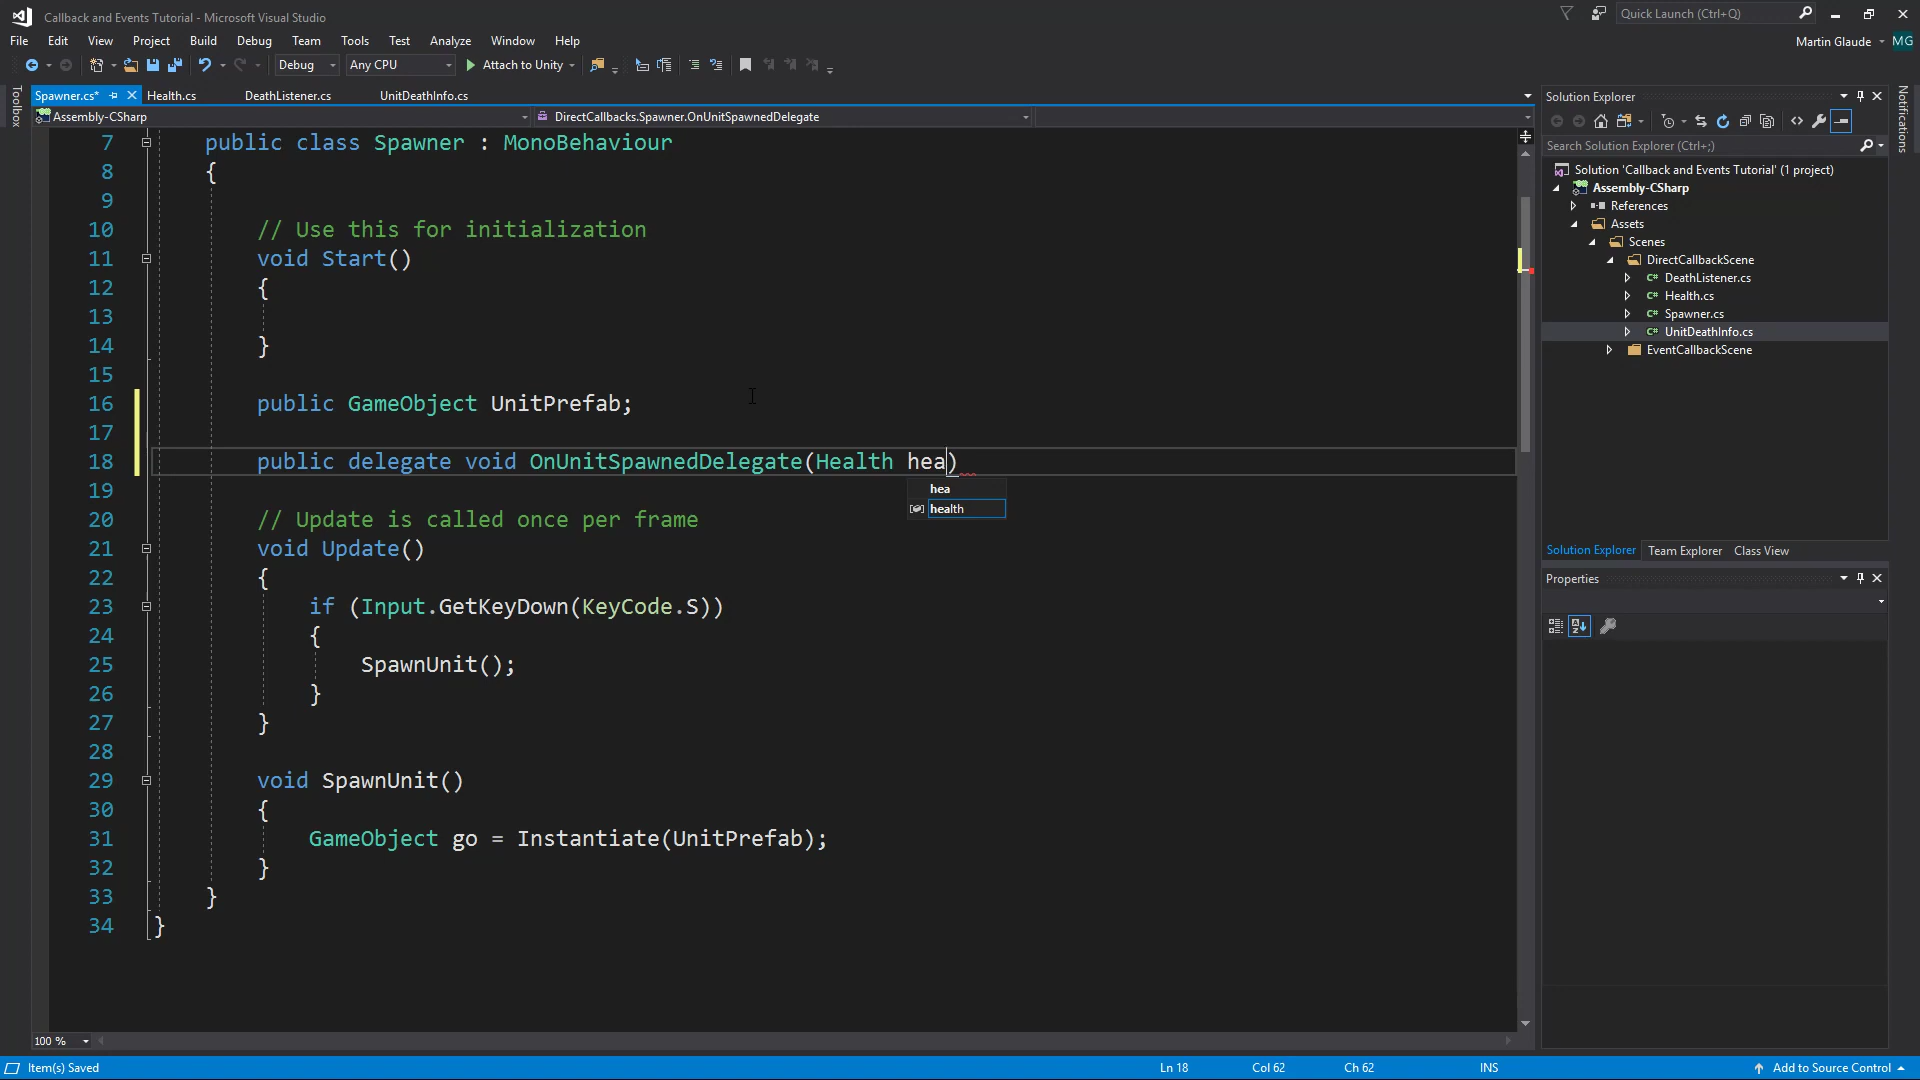 Callback and Events Tutorial - Microsoft Visual Studio
Quick Launch (Ctrl+Q)
File Edit View Project Build Debug Team Tools Test Analyze Window Help
Martin Glaude MG
Debug Any CPU Attach to Unity
Toolbox
Spawner.cs* Health.cs DeathListener.cs UnitDeathInfo.cs
Assembly-CSharp DirectCallbacks.Spawner.OnUnitSpawnedDelegate
7 public class Spawner : MonoBehaviour
8 {
9
10 // Use this for initialization
11 void Start()
12 {
13
14 }
15
16 public GameObject UnitPrefab;
17
18 public delegate void OnUnitSpawnedDelegate(Health hea)
hea
health
19
20 // Update is called once per frame
21 void Update()
22 {
23 if (Input.GetKeyDown(KeyCode.S))
24 {
25 SpawnUnit();
26 }
27 }
28
29 void SpawnUnit()
30 {
31 GameObject go = Instantiate(UnitPrefab);
32 }
33 }
34 }
100 %
Solution Explorer
Search Solution Explorer (Ctrl+;)
Solution 'Callback and Events Tutorial' (1 project)
Assembly-CSharp
References
Assets
Scenes
DirectCallbackScene
C# DeathListener.cs
C# Health.cs
C# Spawner.cs
C# UnitDeathInfo.cs
EventCallbackScene
Solution Explorer Team Explorer Class View
Properties
Notifications
Item(s) Saved Ln 18 Col 62 Ch 62 INS Add to Source Control